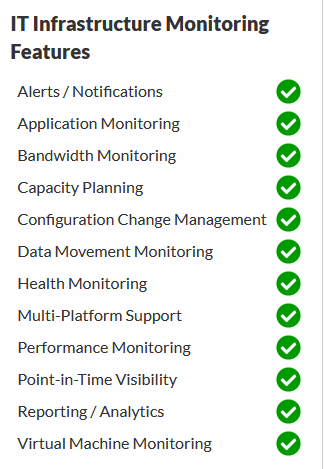 IT Infrastructure Monitoring
Features
Alerts / Notifications
Application Monitoring
Bandwidth Monitoring
Capacity Planning
Configuration Change Management
Data Movement Monitoring
Health Monitoring
Multi-Platform Support
Performance Monitoring
Point-in-Time Visibility
Reporting / Analytics
Virtual Machine Monitoring